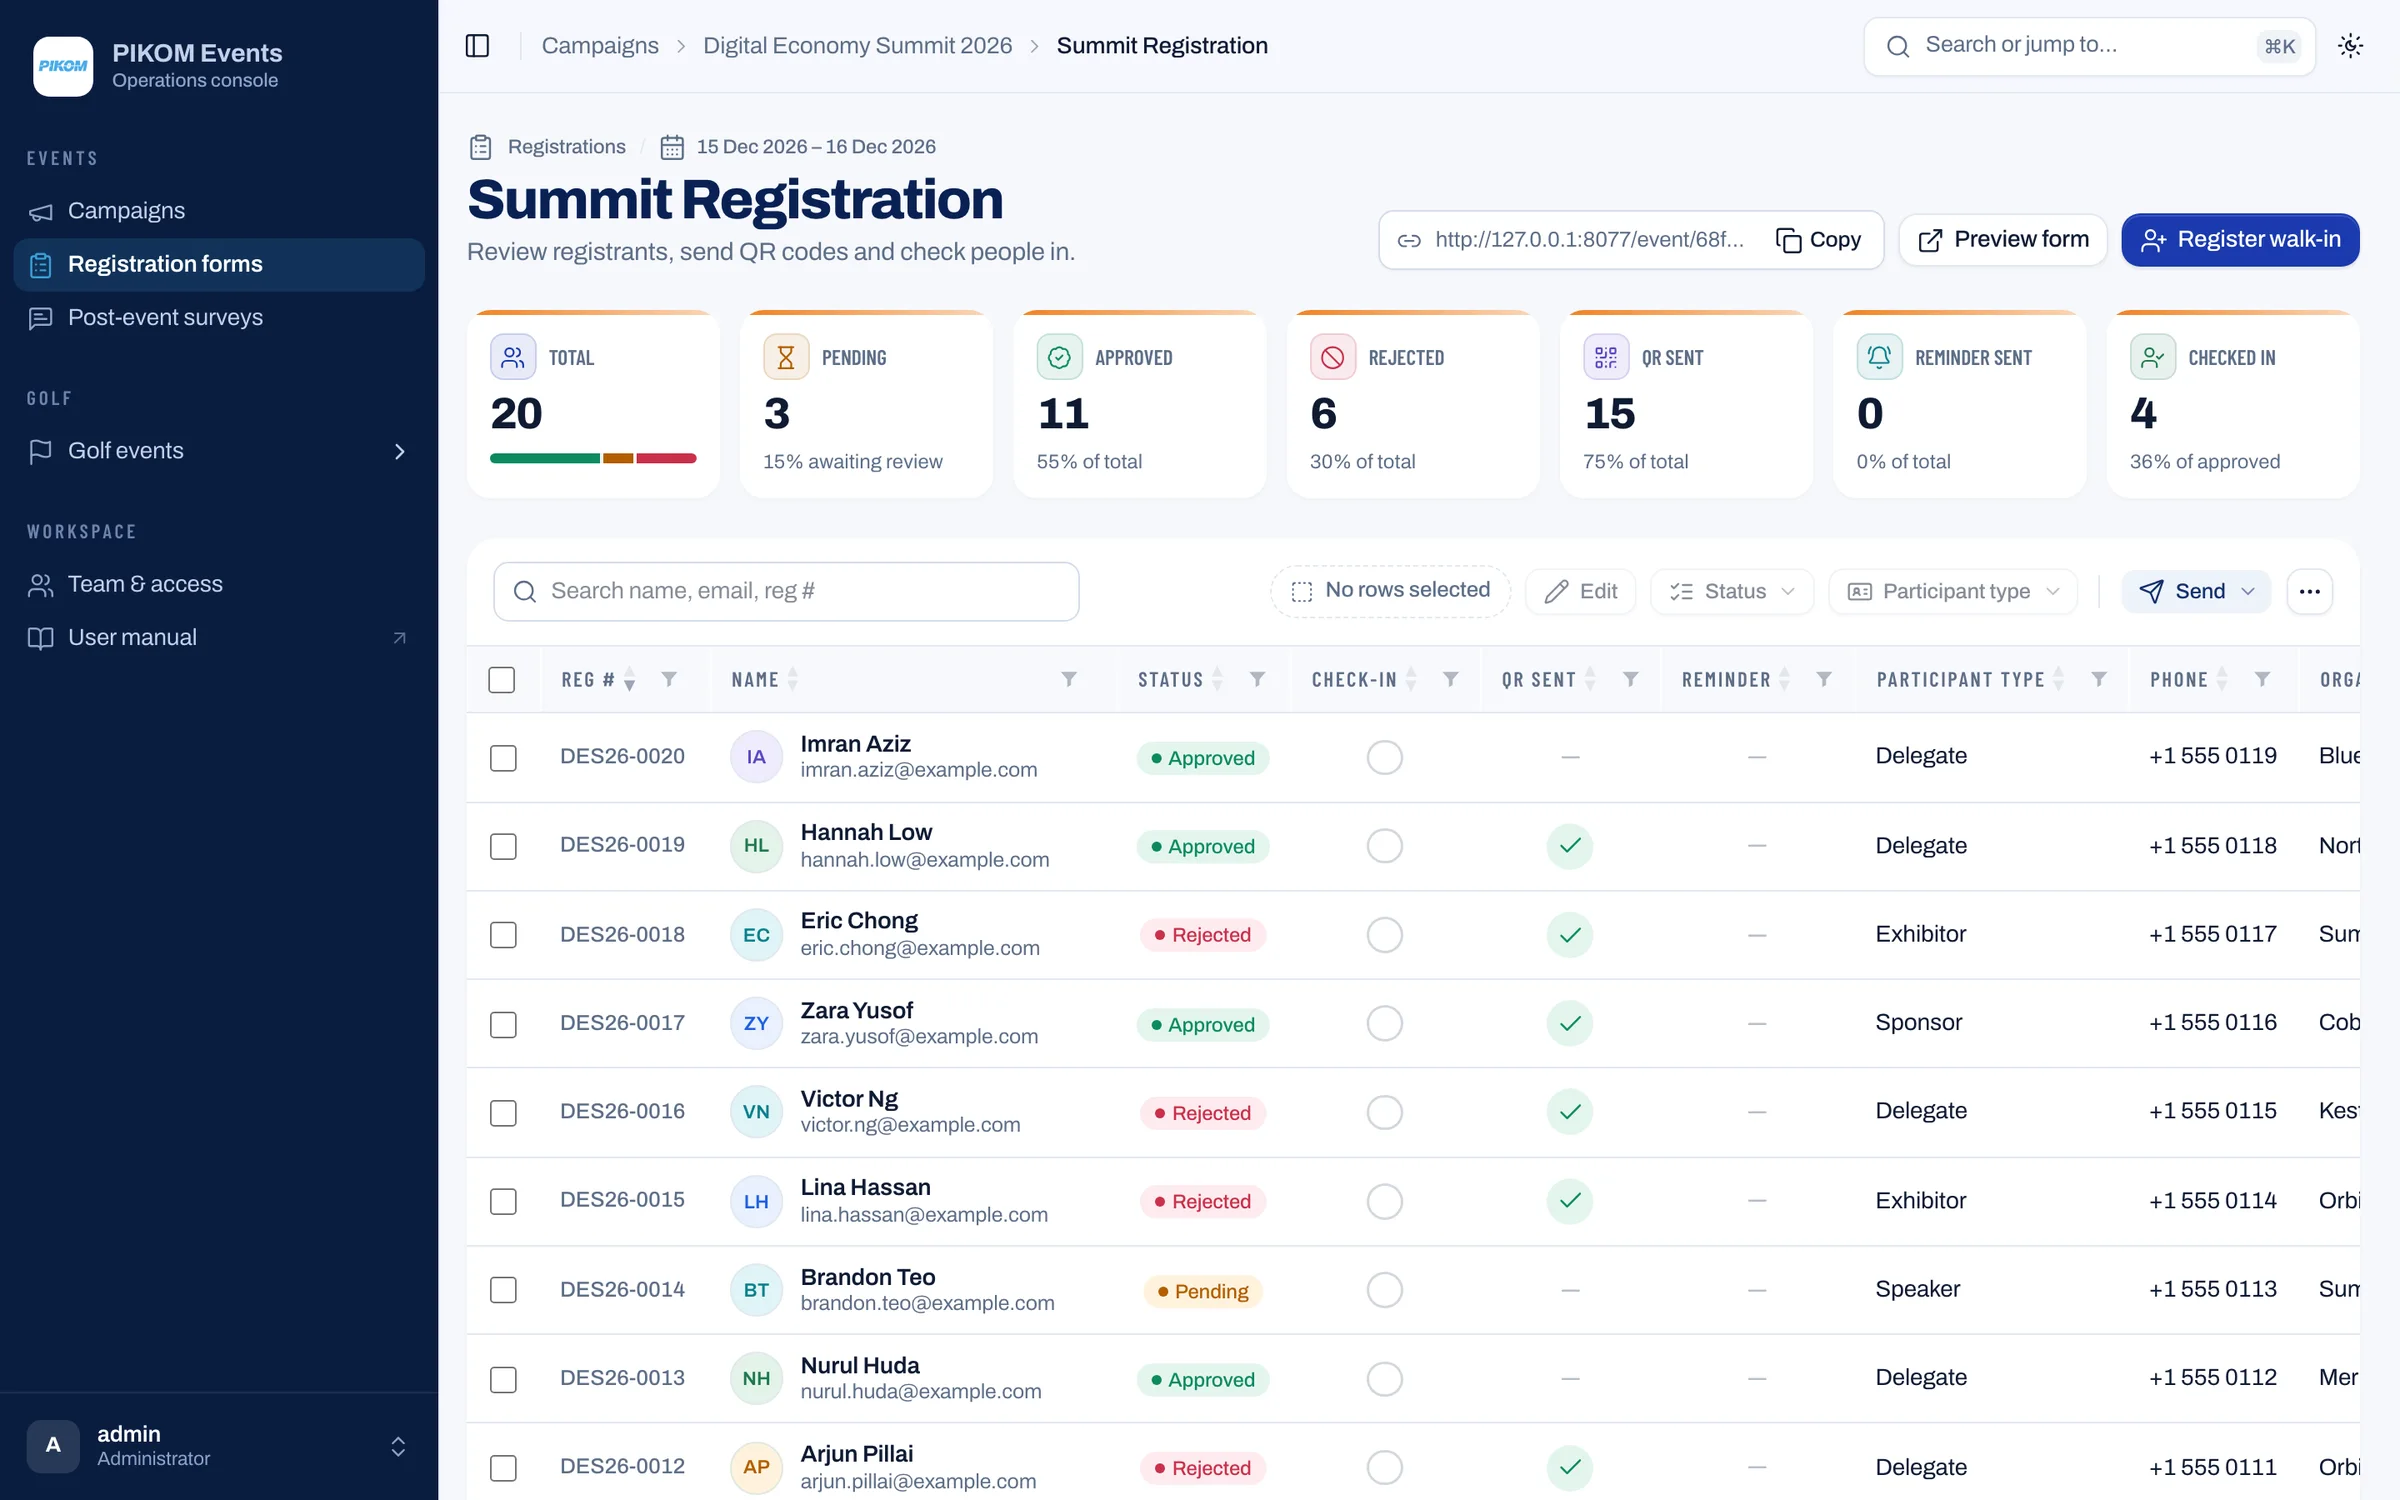 PIKOM
PIKOM Events
Operations console
EVENTS
Campaigns
Registration forms
Post-event surveys
GOLF
Golf events
WORKSPACE
Team & access
User manual
A
admin
Administrator
Campaigns > Digital Economy Summit 2026 > Summit Registration
Search or jump to... ⌘K
Registrations / 15 Dec 2026 – 16 Dec 2026
Summit Registration
Review registrants, send QR codes and check people in.
http://127.0.0.1:8077/event/68f... Copy
Preview form
Register walk-in
TOTAL
20
PENDING
3
15% awaiting review
APPROVED
11
55% of total
REJECTED
6
30% of total
QR SENT
15
75% of total
REMINDER SENT
0
0% of total
CHECKED IN
4
36% of approved
Search name, email, reg #
No rows selected
Edit
Status
Participant type
Send
REG # NAME STATUS CHECK-IN QR SENT REMINDER PARTICIPANT TYPE PHONE ORGA
DES26-0020 IA Imran Aziz Approved — — Delegate +1 555 0119 Blue
imran.aziz@example.com
DES26-0019 HL Hannah Low Approved — Delegate +1 555 0118 Nort
hannah.low@example.com
DES26-0018 EC Eric Chong Rejected — Exhibitor +1 555 0117 Sum
eric.chong@example.com
DES26-0017 ZY Zara Yusof Approved — Sponsor +1 555 0116 Cob
zara.yusof@example.com
DES26-0016 VN Victor Ng Rejected — Delegate +1 555 0115 Kest
victor.ng@example.com
DES26-0015 LH Lina Hassan Rejected — Exhibitor +1 555 0114 Orbi
lina.hassan@example.com
DES26-0014 BT Brandon Teo Pending — — Speaker +1 555 0113 Sum
brandon.teo@example.com
DES26-0013 NH Nurul Huda Approved — — Delegate +1 555 0112 Mer
nurul.huda@example.com
DES26-0012 AP Arjun Pillai Rejected — Delegate +1 555 0111 Orbi
arjun.pillai@example.com